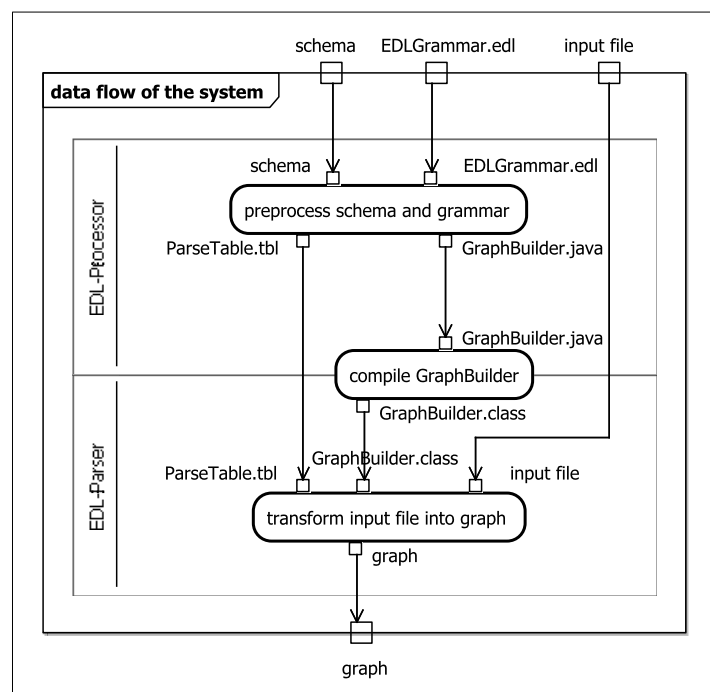 schema EDLGrammar.edl input file
data flow of the system
schema EDLGrammar.edl
preprocess schema and grammar
ParseTable.tbl GraphBuilder.java
EDL-Processor
GraphBuilder.java
compile GraphBuilder
GraphBuilder.class
GraphBuilder.class
ParseTable.tbl input file
EDL-Parser
transform input file into graph
graph
graph